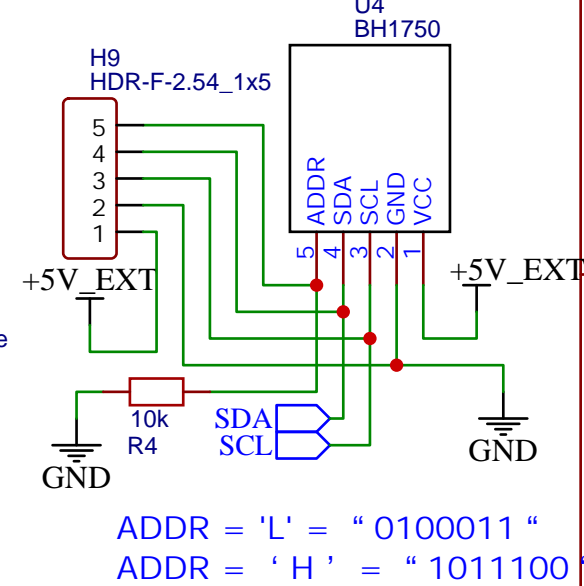 U4
BH1750
H9
HDR-F-2.54_1x5
5
4
3
2
1
ADDR
SDA
SCL
GND
VCC
5
4
3
2
1
+5V_EXT
+5V_EXT
e
10k
R4
SDA
SCL
GND
GND
ADDR = 'L' = “ 0100011 “
ADDR = ‘ H ’ = “ 1011100 “